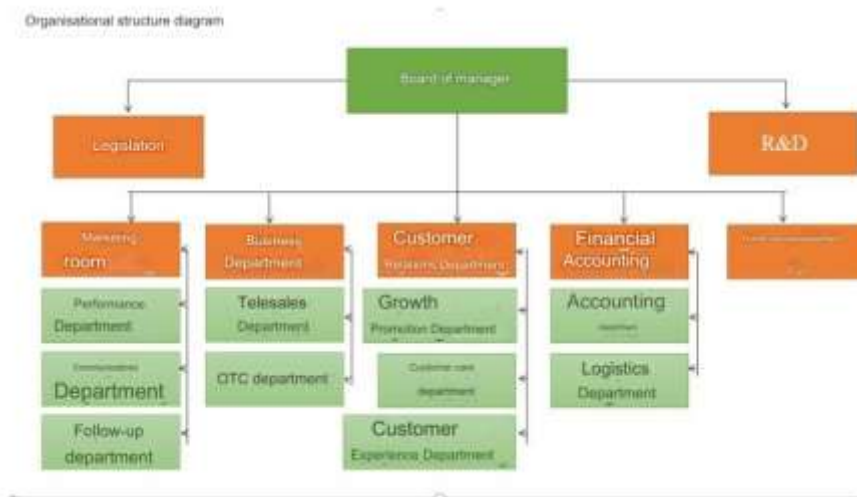 Organisational structure diagram
Board of manager
Legislation
R&D
Marketing
room
Business
Department
Customer
Relations Department
Financial
Accounting
Performance
Department
Telesales
Department
Growth
Promotion Department
Accounting
department
Communications
Department
OTC department
Customer care
department
Logistics
Department
Follow-up
department
Customer
Experience Department